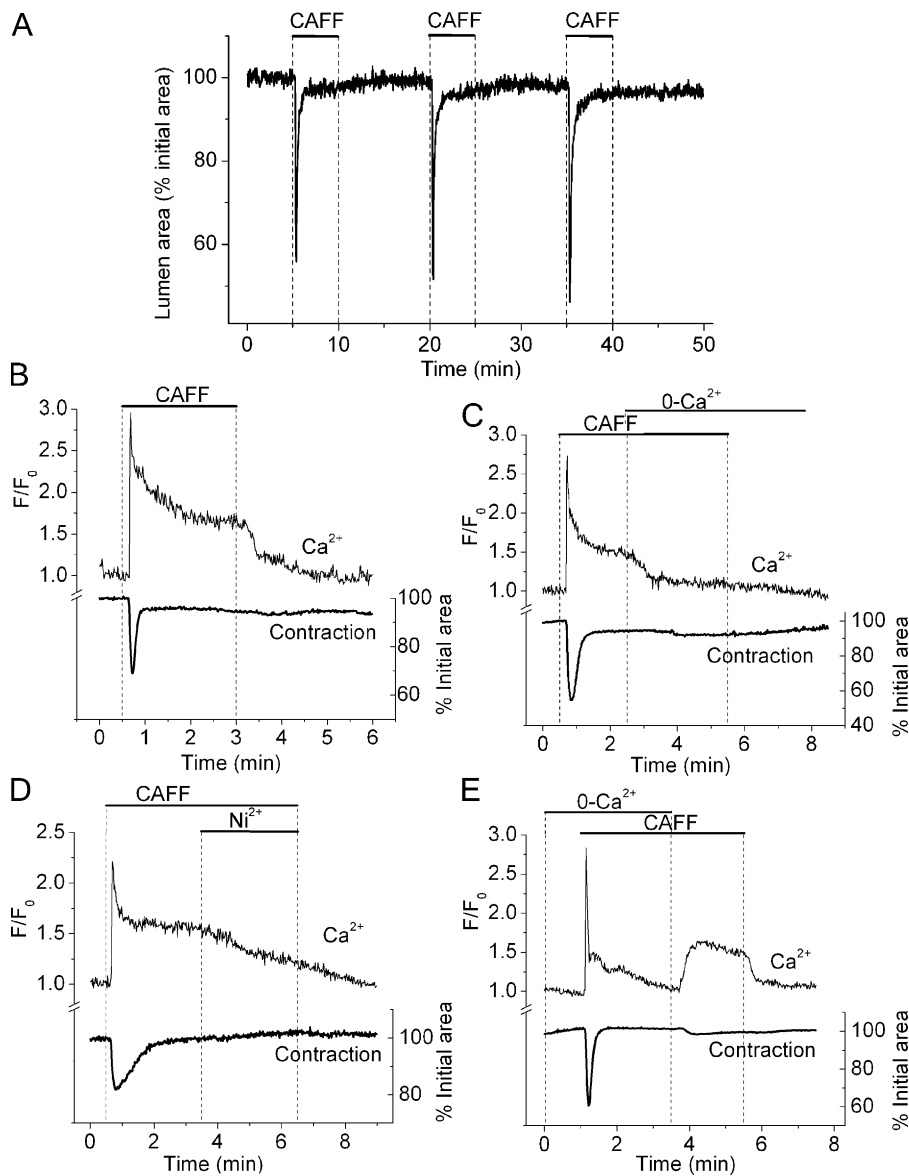 A
CAFF CAFF CAFF
Lumen area (% initial area)
100
80
60
0 10 20 30 40 50
Time (min)
B
CAFF
3.0
2.5
2.0
1.5
1.0
F/F0
Ca2+
Contraction
100
80
60
% Initial area
0 1 2 3 4 5 6
Time (min)
C
0-Ca2+
CAFF
3.0
2.5
2.0
1.5
1.0
F/F0
Ca2+
Contraction
100
80
60
40
% Initial area
0 2 4 6 8
Time (min)
D
CAFF
Ni2+
2.5
2.0
1.5
1.0
F/F0
Ca2+
Contraction
100
80
% Initial area
0 2 4 6 8
Time (min)
E
0-Ca2+
CAFF
3.0
2.5
2.0
1.5
1.0
F/F0
Ca2+
Contraction
100
80
60
% Initial area
0 2 4 6 8
Time (min)